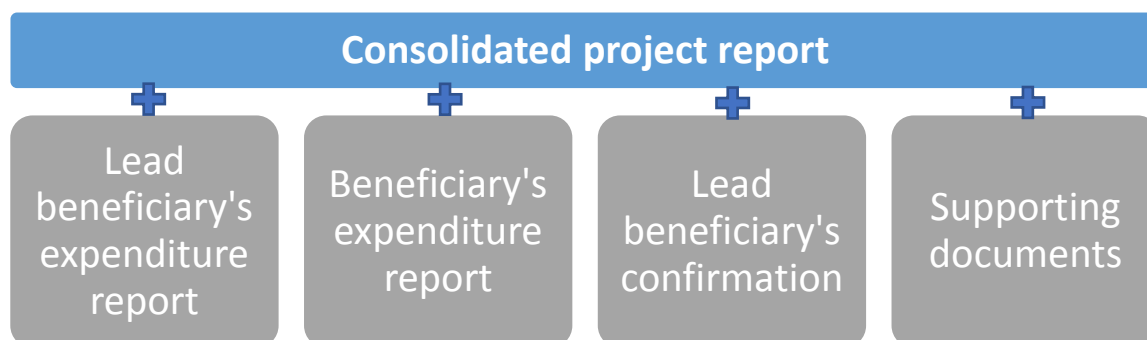 Consolidated project report
Lead
beneficiary's
expenditure
report
Beneficiary's
expenditure
report
Lead
beneficiary's
confirmation
Supporting
documents